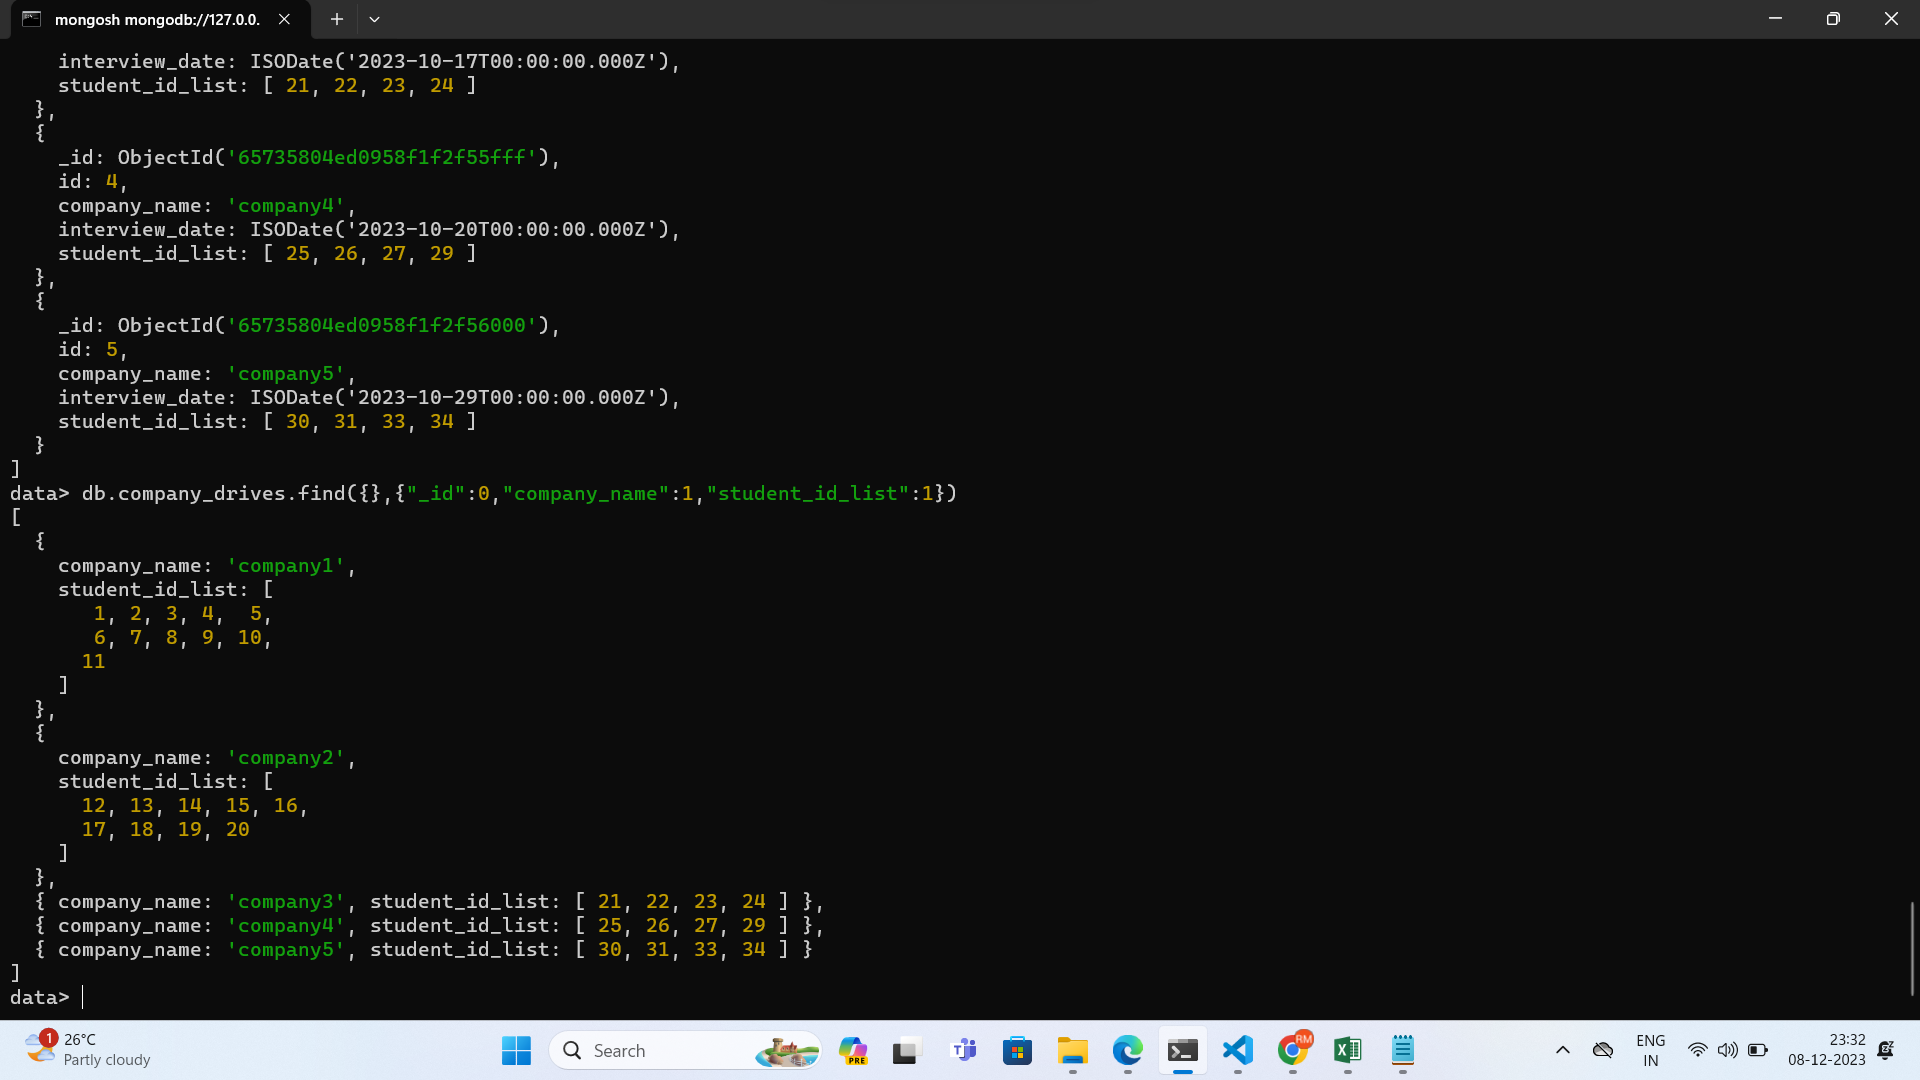 mongosh mongodb://127.0.0.
    interview_date: ISODate('2023-10-17T00:00:00.000Z'),
    student_id_list: [ 21, 22, 23, 24 ]
  },
  {
    _id: ObjectId('65735804ed0958f1f2f55fff'),
    id: 4,
    company_name: 'company4',
    interview_date: ISODate('2023-10-20T00:00:00.000Z'),
    student_id_list: [ 25, 26, 27, 29 ]
  },
  {
    _id: ObjectId('65735804ed0958f1f2f56000'),
    id: 5,
    company_name: 'company5',
    interview_date: ISODate('2023-10-29T00:00:00.000Z'),
    student_id_list: [ 30, 31, 33, 34 ]
  }
]
data> db.company_drives.find({},{"_id":0,"company_name":1,"student_id_list":1})
[
  {
    company_name: 'company1',
    student_id_list: [
       1, 2, 3, 4,  5,
       6, 7, 8, 9, 10,
      11
    ]
  },
  {
    company_name: 'company2',
    student_id_list: [
      12, 13, 14, 15, 16,
      17, 18, 19, 20
    ]
  },
  { company_name: 'company3', student_id_list: [ 21, 22, 23, 24 ] },
  { company_name: 'company4', student_id_list: [ 25, 26, 27, 29 ] },
  { company_name: 'company5', student_id_list: [ 30, 31, 33, 34 ] }
]
data>
1
26°C
Partly cloudy
Search
PRE
RM
ENG
IN
23:32
08-12-2023